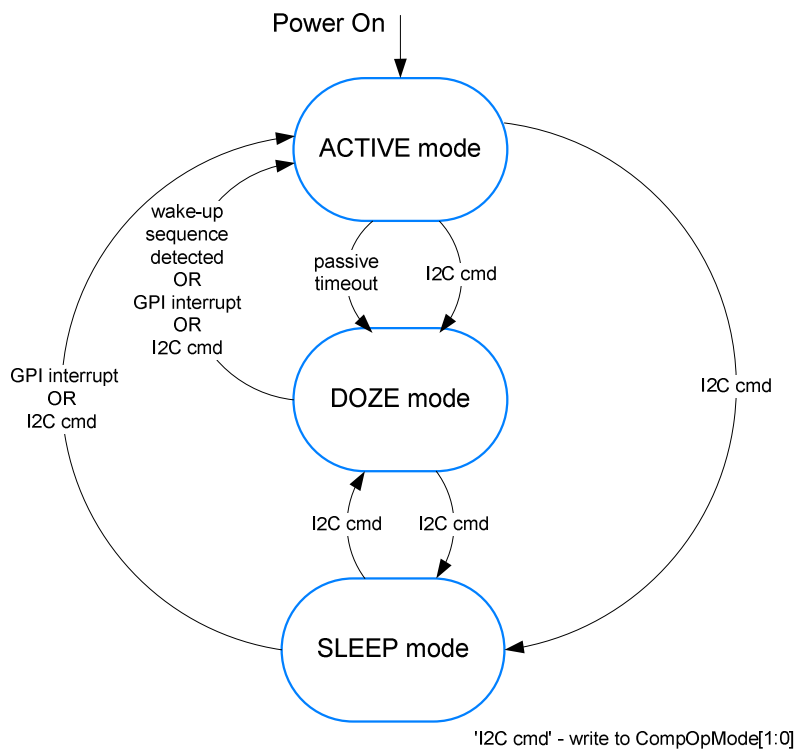 Power On
ACTIVE mode
wake-up
sequence
detected
OR
GPI interrupt
OR
I2C cmd
passive
timeout
I2C cmd
GPI interrupt
OR
I2C cmd
I2C cmd
DOZE mode
I2C cmd
I2C cmd
SLEEP mode
'I2C cmd' - write to CompOpMode[1:0]